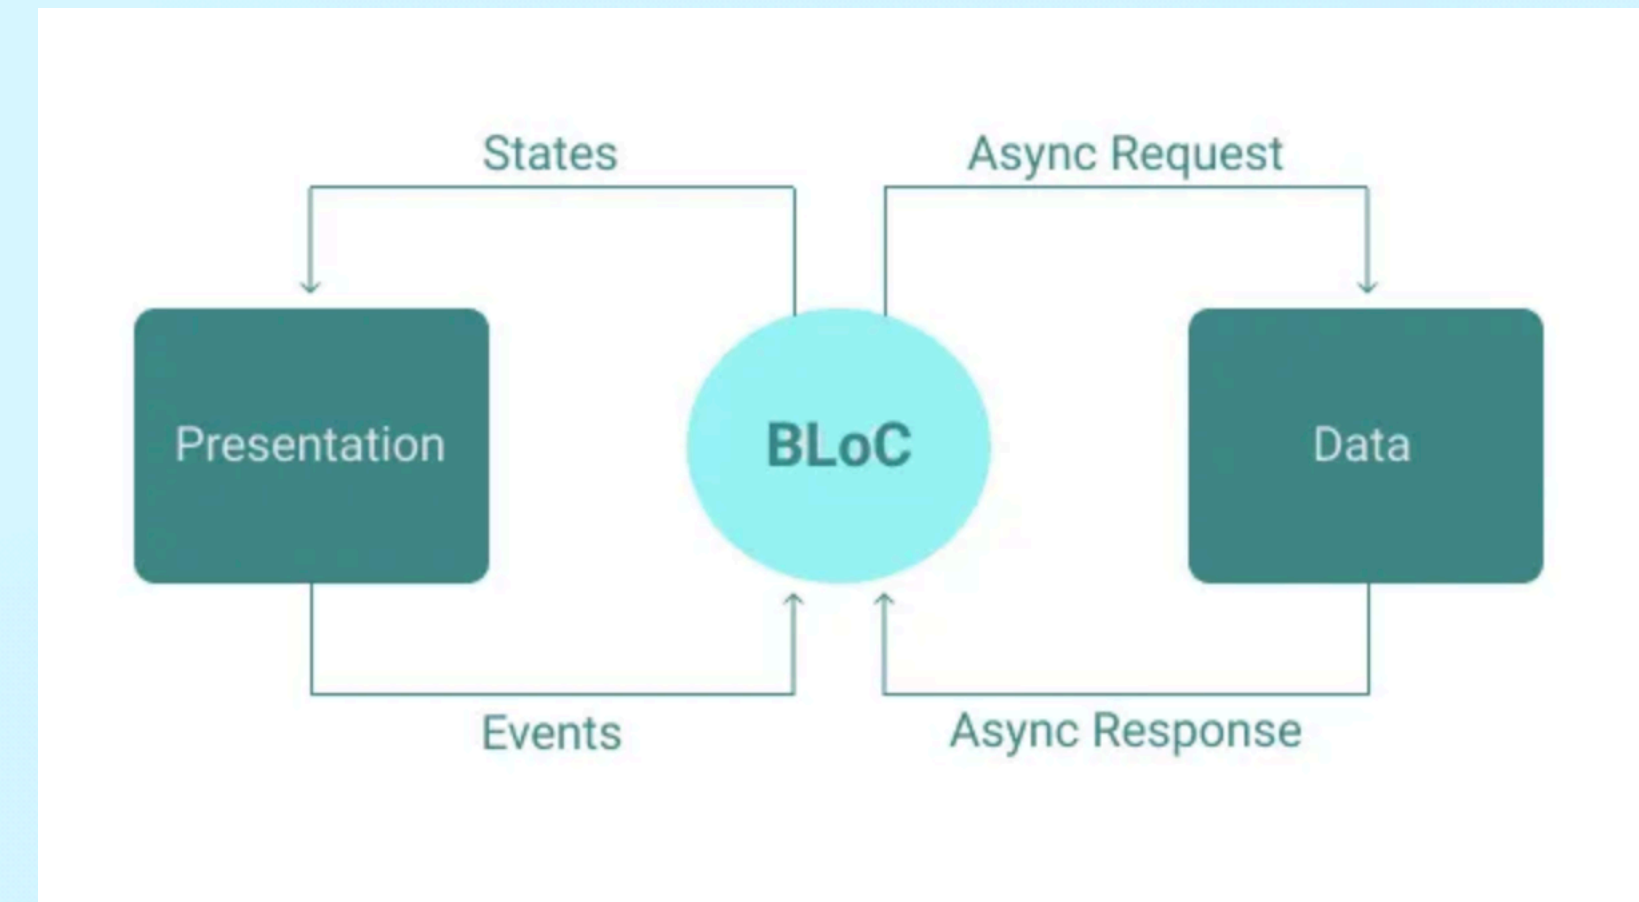 States
Async Request
Presentation
BLoC
Data
Events
Async Response